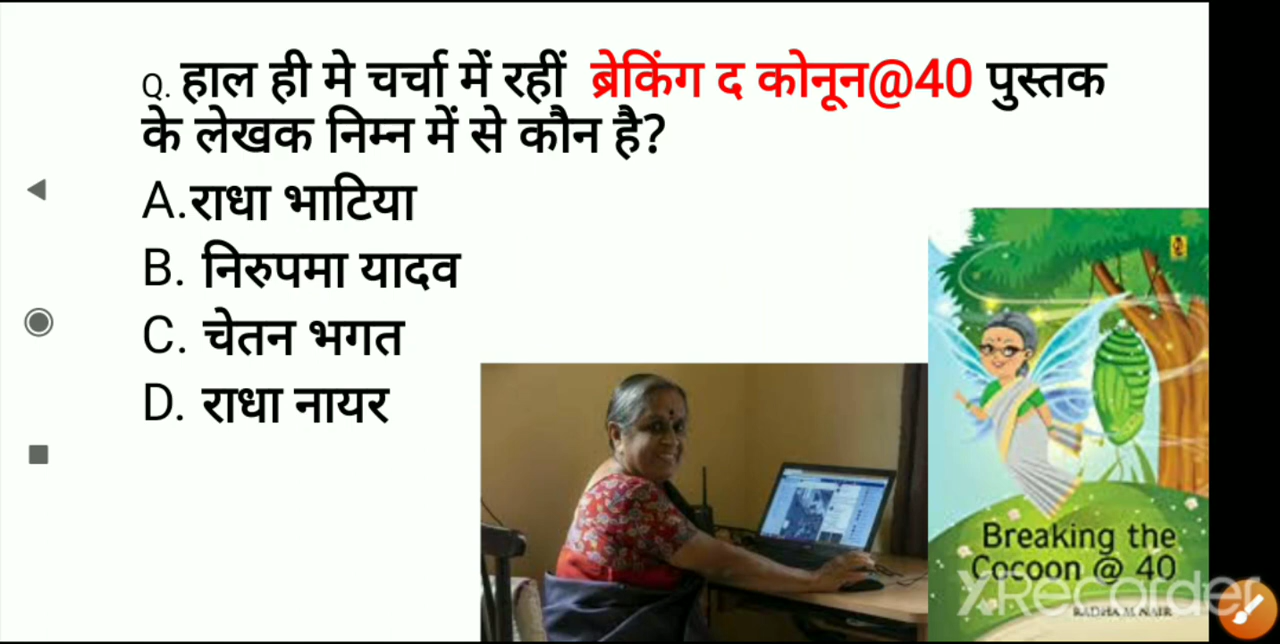 Q. हाल ही मे चर्चा में रहीं ब्रेकिंग द कोनून@40 पुस्तक
के लेखक निम्न में से कौन है?
A.राधा भाटिया
B. निरुपमा यादव
C. चेतन भगत
D. राधा नायर
Breaking the
Cocoon @ 40
XRecorder
RADHA M NAIR